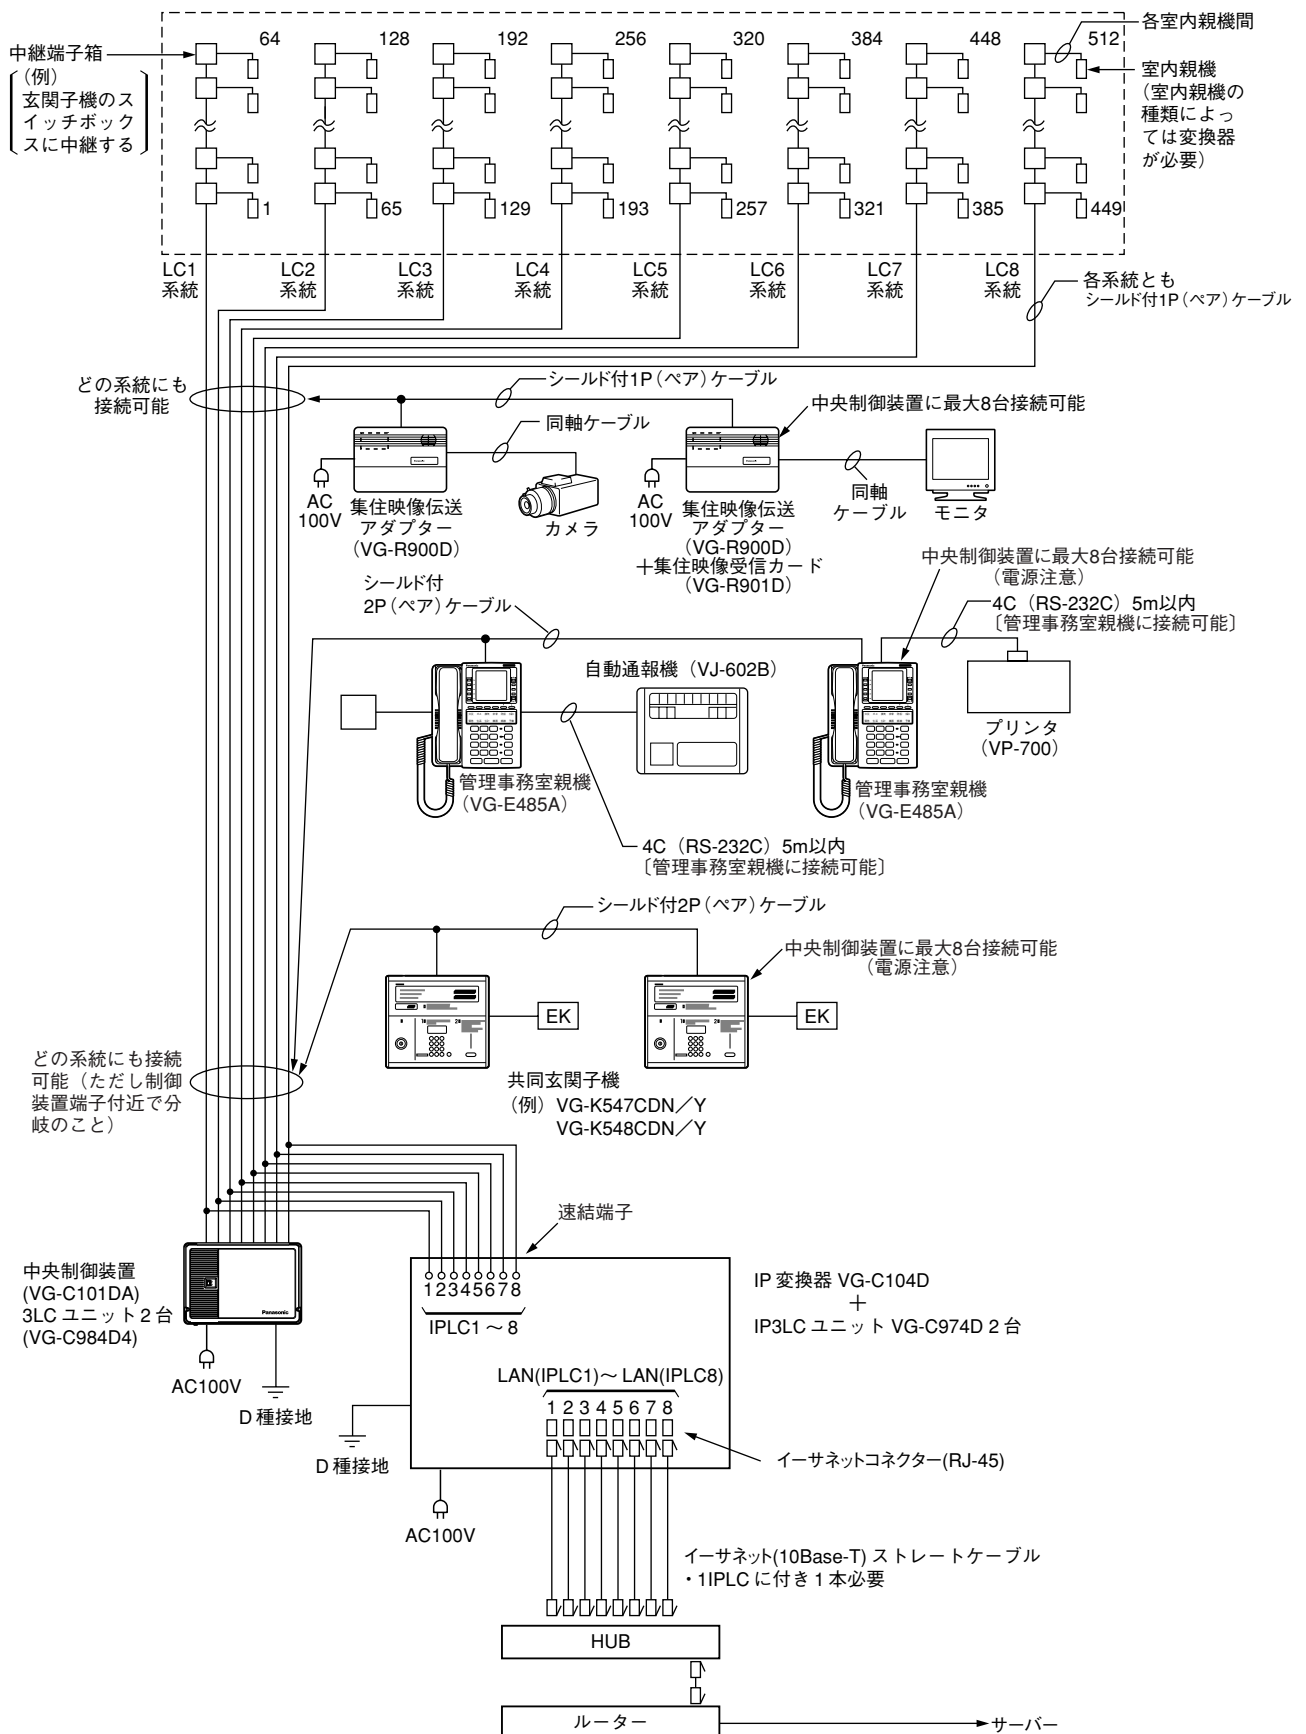 64
128
192
256
320
384
448
512
各室内親機間
中継端子箱
(例)
玄関子機のス
イッチボック
スに中継する
室内親機
(室内親機の
種類によっ
ては変換器
が必要)
1
65
129
193
257
321
385
449
LC1
系統
LC2
系統
LC3
系統
LC4
系統
LC5
系統
LC6
系統
LC7
系統
LC8
系統
各系統とも
シールド付1P(ペア)ケーブル
どの系統にも
接続可能
シールド付1P(ペア)ケーブル
中央制御装置に最大8台接続可能
同軸ケーブル
AC
100V
集住映像伝送
アダプター
(VG-R900D)
カメラ
AC
100V
集住映像伝送
アダプター
(VG-R900D)
+集住映像受信カード
(VG-R901D)
同軸
ケーブル
モニタ
シールド付
2P(ペア)ケーブル
中央制御装置に最大8台接続可能
(電源注意)
4C(RS-232C)5m以内
〔管理事務室親機に接続可能〕
自動通報機(VJ-602B)
プリンタ
(VP-700)
管理事務室親機
(VG-E485A)
管理事務室親機
(VG-E485A)
4C(RS-232C)5m以内
〔管理事務室親機に接続可能〕
シールド付2P(ペア)ケーブル
中央制御装置に最大8台接続可能
(電源注意)
EK
EK
どの系統にも接続
可能(ただし制御
装置端子付近で分
岐のこと)
共同玄関子機
(例)VG-K547CDN/Y
VG-K548CDN/Y
速結端子
中央制御装置
(VG-C101DA)
3LC ユニット 2 台
(VG-C984D4)
Panasonic
AC100V
D 種接地
1 2 3 4 5 6 7 8
IPLC1 ~ 8
IP 変換器 VG-C104D
+
IP3LC ユニット VG-C974D 2 台
LAN(IPLC1)~ LAN(IPLC8)
1 2 3 4 5 6 7 8
D 種接地
イーサネットコネクター(RJ-45)
AC100V
イーサネット(10Base-T) ストレートケーブル
・1IPLC に付き 1 本必要
HUB
ルーター
サーバー